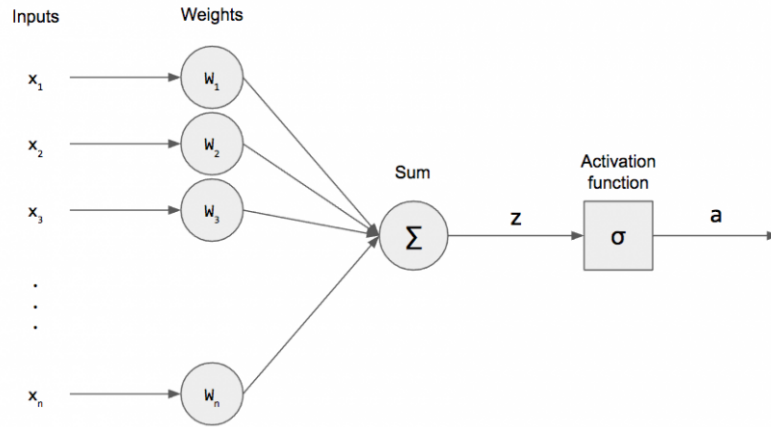 Inputs Weights
x₁ W₁
x₂ W₂
Sum
Activation
function
x₃ W₃
Σ z σ a
.
.
.
xₙ Wₙ